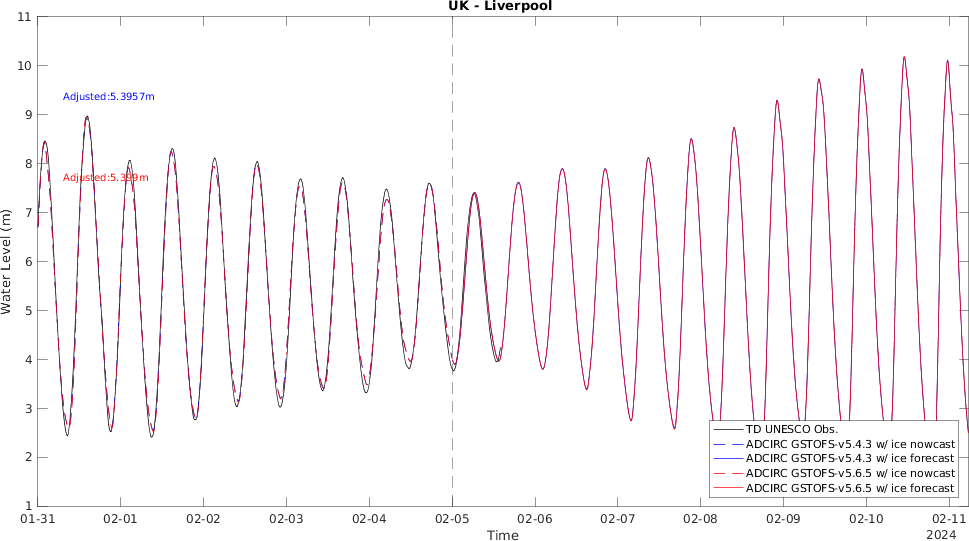 UK - Liverpool
11
10
9
8
7
6
5
4
3
2
1
Water Level (m)
Adjusted:5.3957m
Adjusted:5.399m
TD UNESCO Obs.
ADCIRC GSTOFS-v5.4.3 w/ ice nowcast
ADCIRC GSTOFS-v5.4.3 w/ ice forecast
ADCIRC GSTOFS-v5.6.5 w/ ice nowcast
ADCIRC GSTOFS-v5.6.5 w/ ice forecast
01-31 02-01 02-02 02-03 02-04 02-05 02-06 02-07 02-08 02-09 02-10 02-11
Time
2024